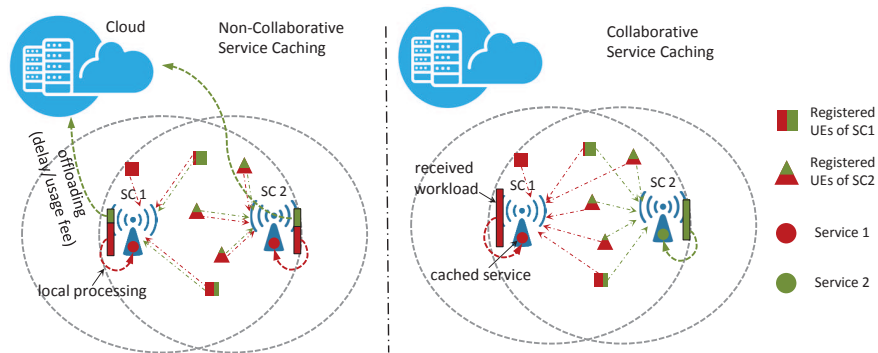 Cloud
Non-Collaborative
Service Caching
offloading
(delay/usage fee)
SC 1
SC 2
local processing
Collaborative
Service Caching
received
workload
SC 1
SC 2
cached service
Registered
UEs of SC1
Registered
UEs of SC2
Service 1
Service 2